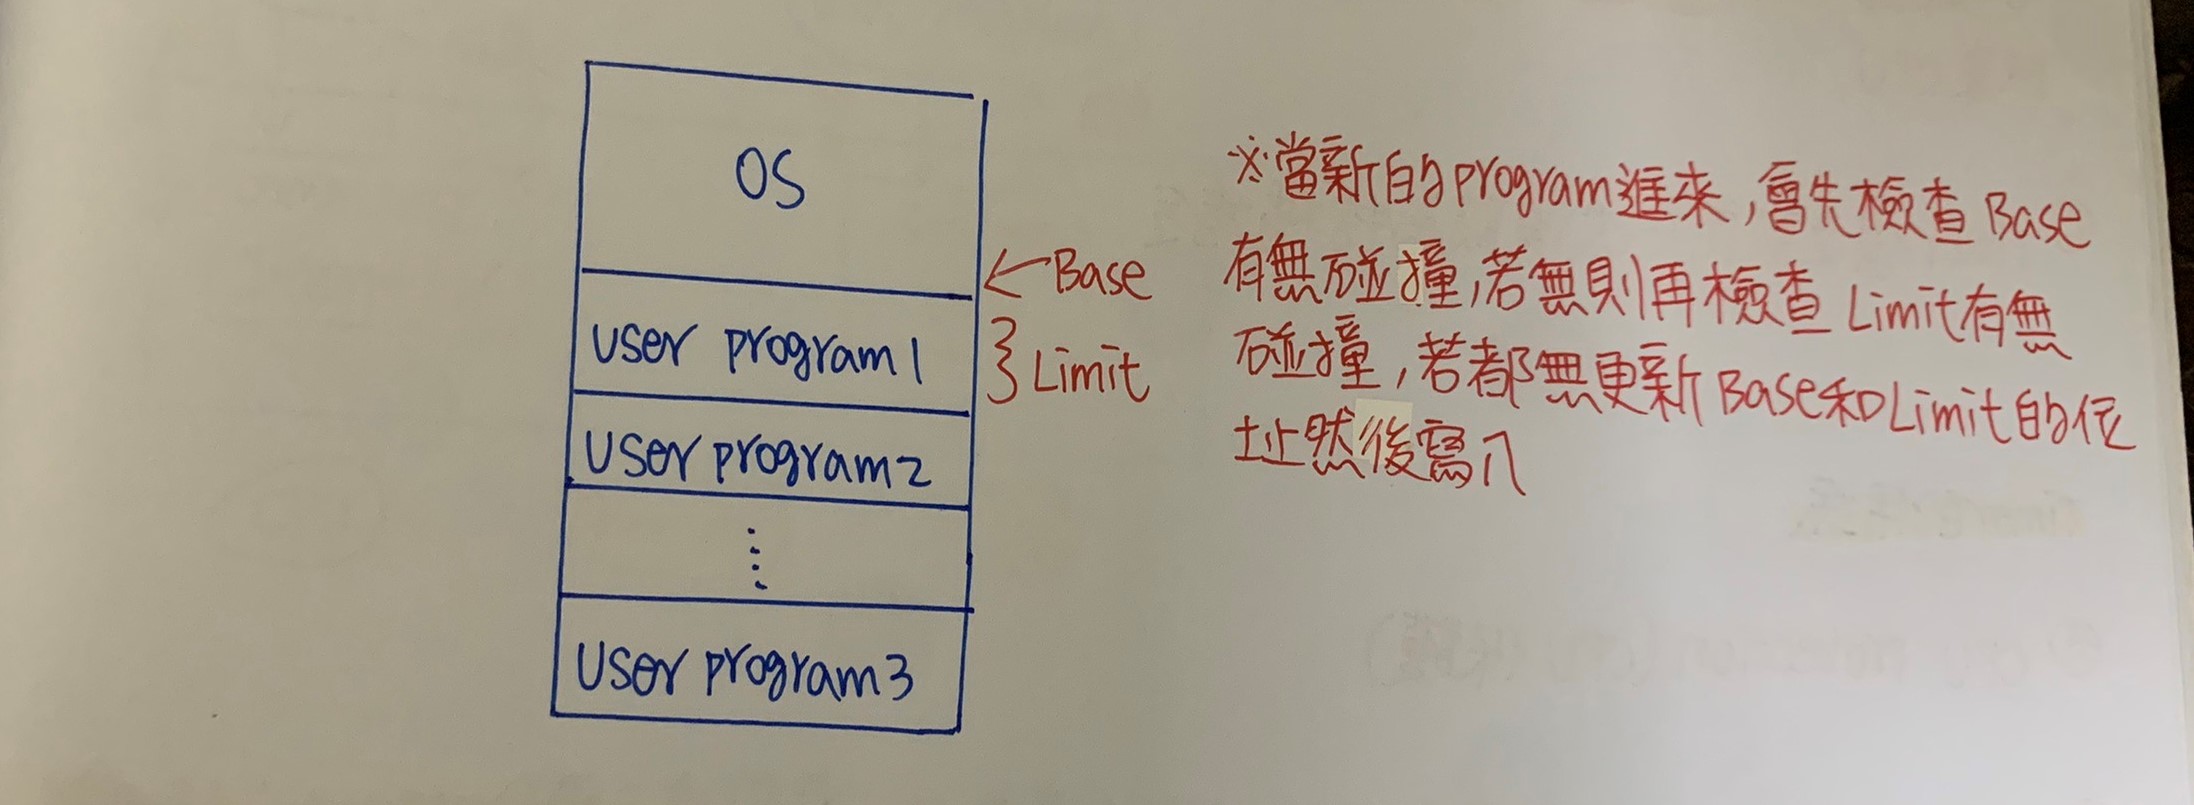 OS
←Base
user program1
}Limit
user program2
user program3
※當新的program進來,會先檢查Base
有無碰撞,若無則再檢查Limit有無
碰撞,若都無更新Base和Limit的位
址然後寫入